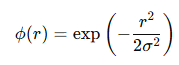 ϕ(r) = exp(−r²/2σ²)